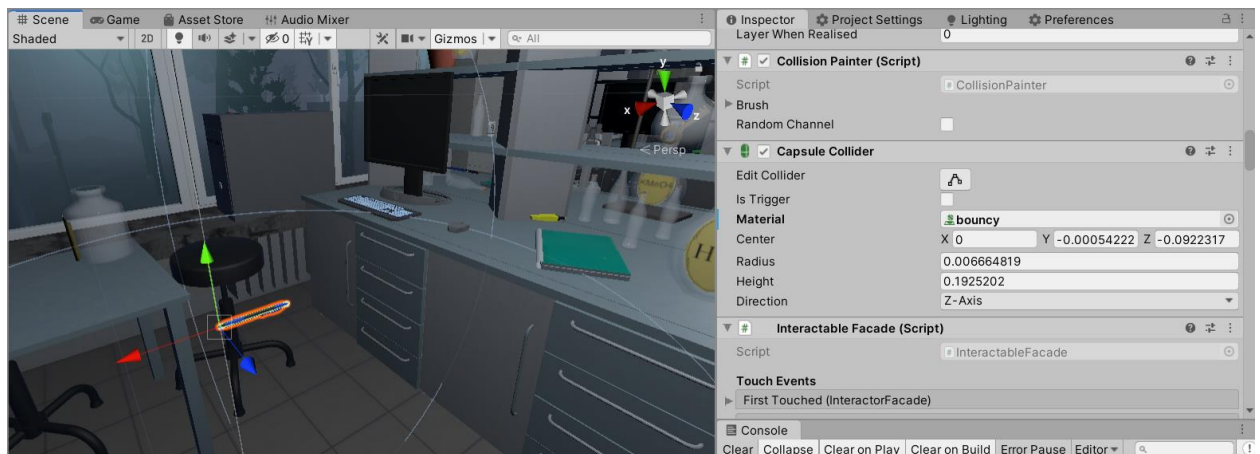 Scene Game Asset Store Audio Mixer
Shaded 2D 0 Gizmos All
y
x
z
Persp
KMnO4
H
Inspector Project Settings Lighting Preferences
Layer When Realised 0
Collision Painter (Script)
Script CollisionPainter
Brush
Random Channel
Capsule Collider
Edit Collider
Is Trigger
Material bouncy
Center X 0 Y -0.00054222 Z -0.0922317
Radius 0.006664819
Height 0.1925202
Direction Z-Axis
Interactable Facade (Script)
Script InteractableFacade
Touch Events
First Touched (InteractorFacade)
Console
Clear Collapse Clear on Play Clear on Build Error Pause Editor